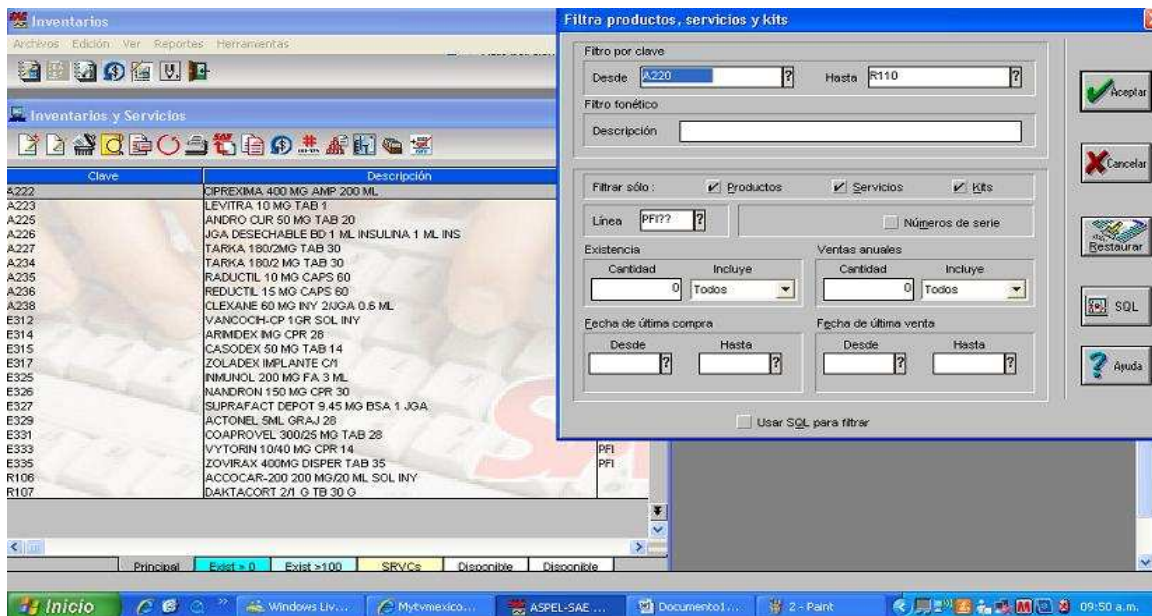 Inventarios
Archivos Edición Ver Reportes Herramientas
Inventarios y Servicios
Clave Descripción
A222 CIPREXIMA 400 MG AMP 200 ML
A223 LEVITRA 10 MG TAB 1
A225 ANDRO CUR 50 MG TAB 20
A226 JGA DESECHABLE BD 1 ML INSULINA 1 ML INS
A227 TARKA 180/2MG TAB 30
A234 TARKA 180/2 MG TAB 30
A235 RADUCTIL 10 MG CAPS 60
A236 REDUCTIL 15 MG CAPS 60
A238 CLEXANE 60 MG INY 2/JGA 0.6 ML
E312 VANCOCH-CP 1GR SOL INY
E314 ARIMIDEX MG CPR 28
E315 CASODEX 50 MG TAB 14
E317 ZOLADEX IMPLANTE C/1
E325 INMUNOL 200 MG FA 3 ML
E326 NANDRON 150 MG CPR 30
E327 SUPRAFACT DEPOT 9.45 MG BSA 1 JGA
E329 ACTONEL 5ML GRAJ 28
E331 COAPROVEL 300/25 MG TAB 28
E333 VYTORIN 10/40 MG CPR 14 PFI
E335 ZOVIRAX 400MG DISPER TAB 35 PFI
R106 ACCOCAR-200 200 MG/20 ML SOL INY
R107 DAKTACORT 2/1 G TB 30 G
Principal Exist > 0 Exist >100 SRVCs Disponible Disponible
Filtra productos, servicios y kits
Filtro por clave
Desde A220 ? Hasta R110 ?
Filtro fonético
Descripción
Filtrar sólo: Productos Servicios Kits
Línea PFI?? ? Números de serie
Existencia Ventas anuales
Cantidad Incluye Cantidad Incluye
0 Todos 0 Todos
Fecha de última compra Fecha de última venta
Desde Hasta Desde Hasta
? ? ? ?
Usar SQL para filtrar
Aceptar
Cancelar
Restaurar
SQL
Ayuda
Inicio Windows Liv... Mytvmexico... ASPEL-SAE ... Documento1... 2 - Paint 09:50 a.m.